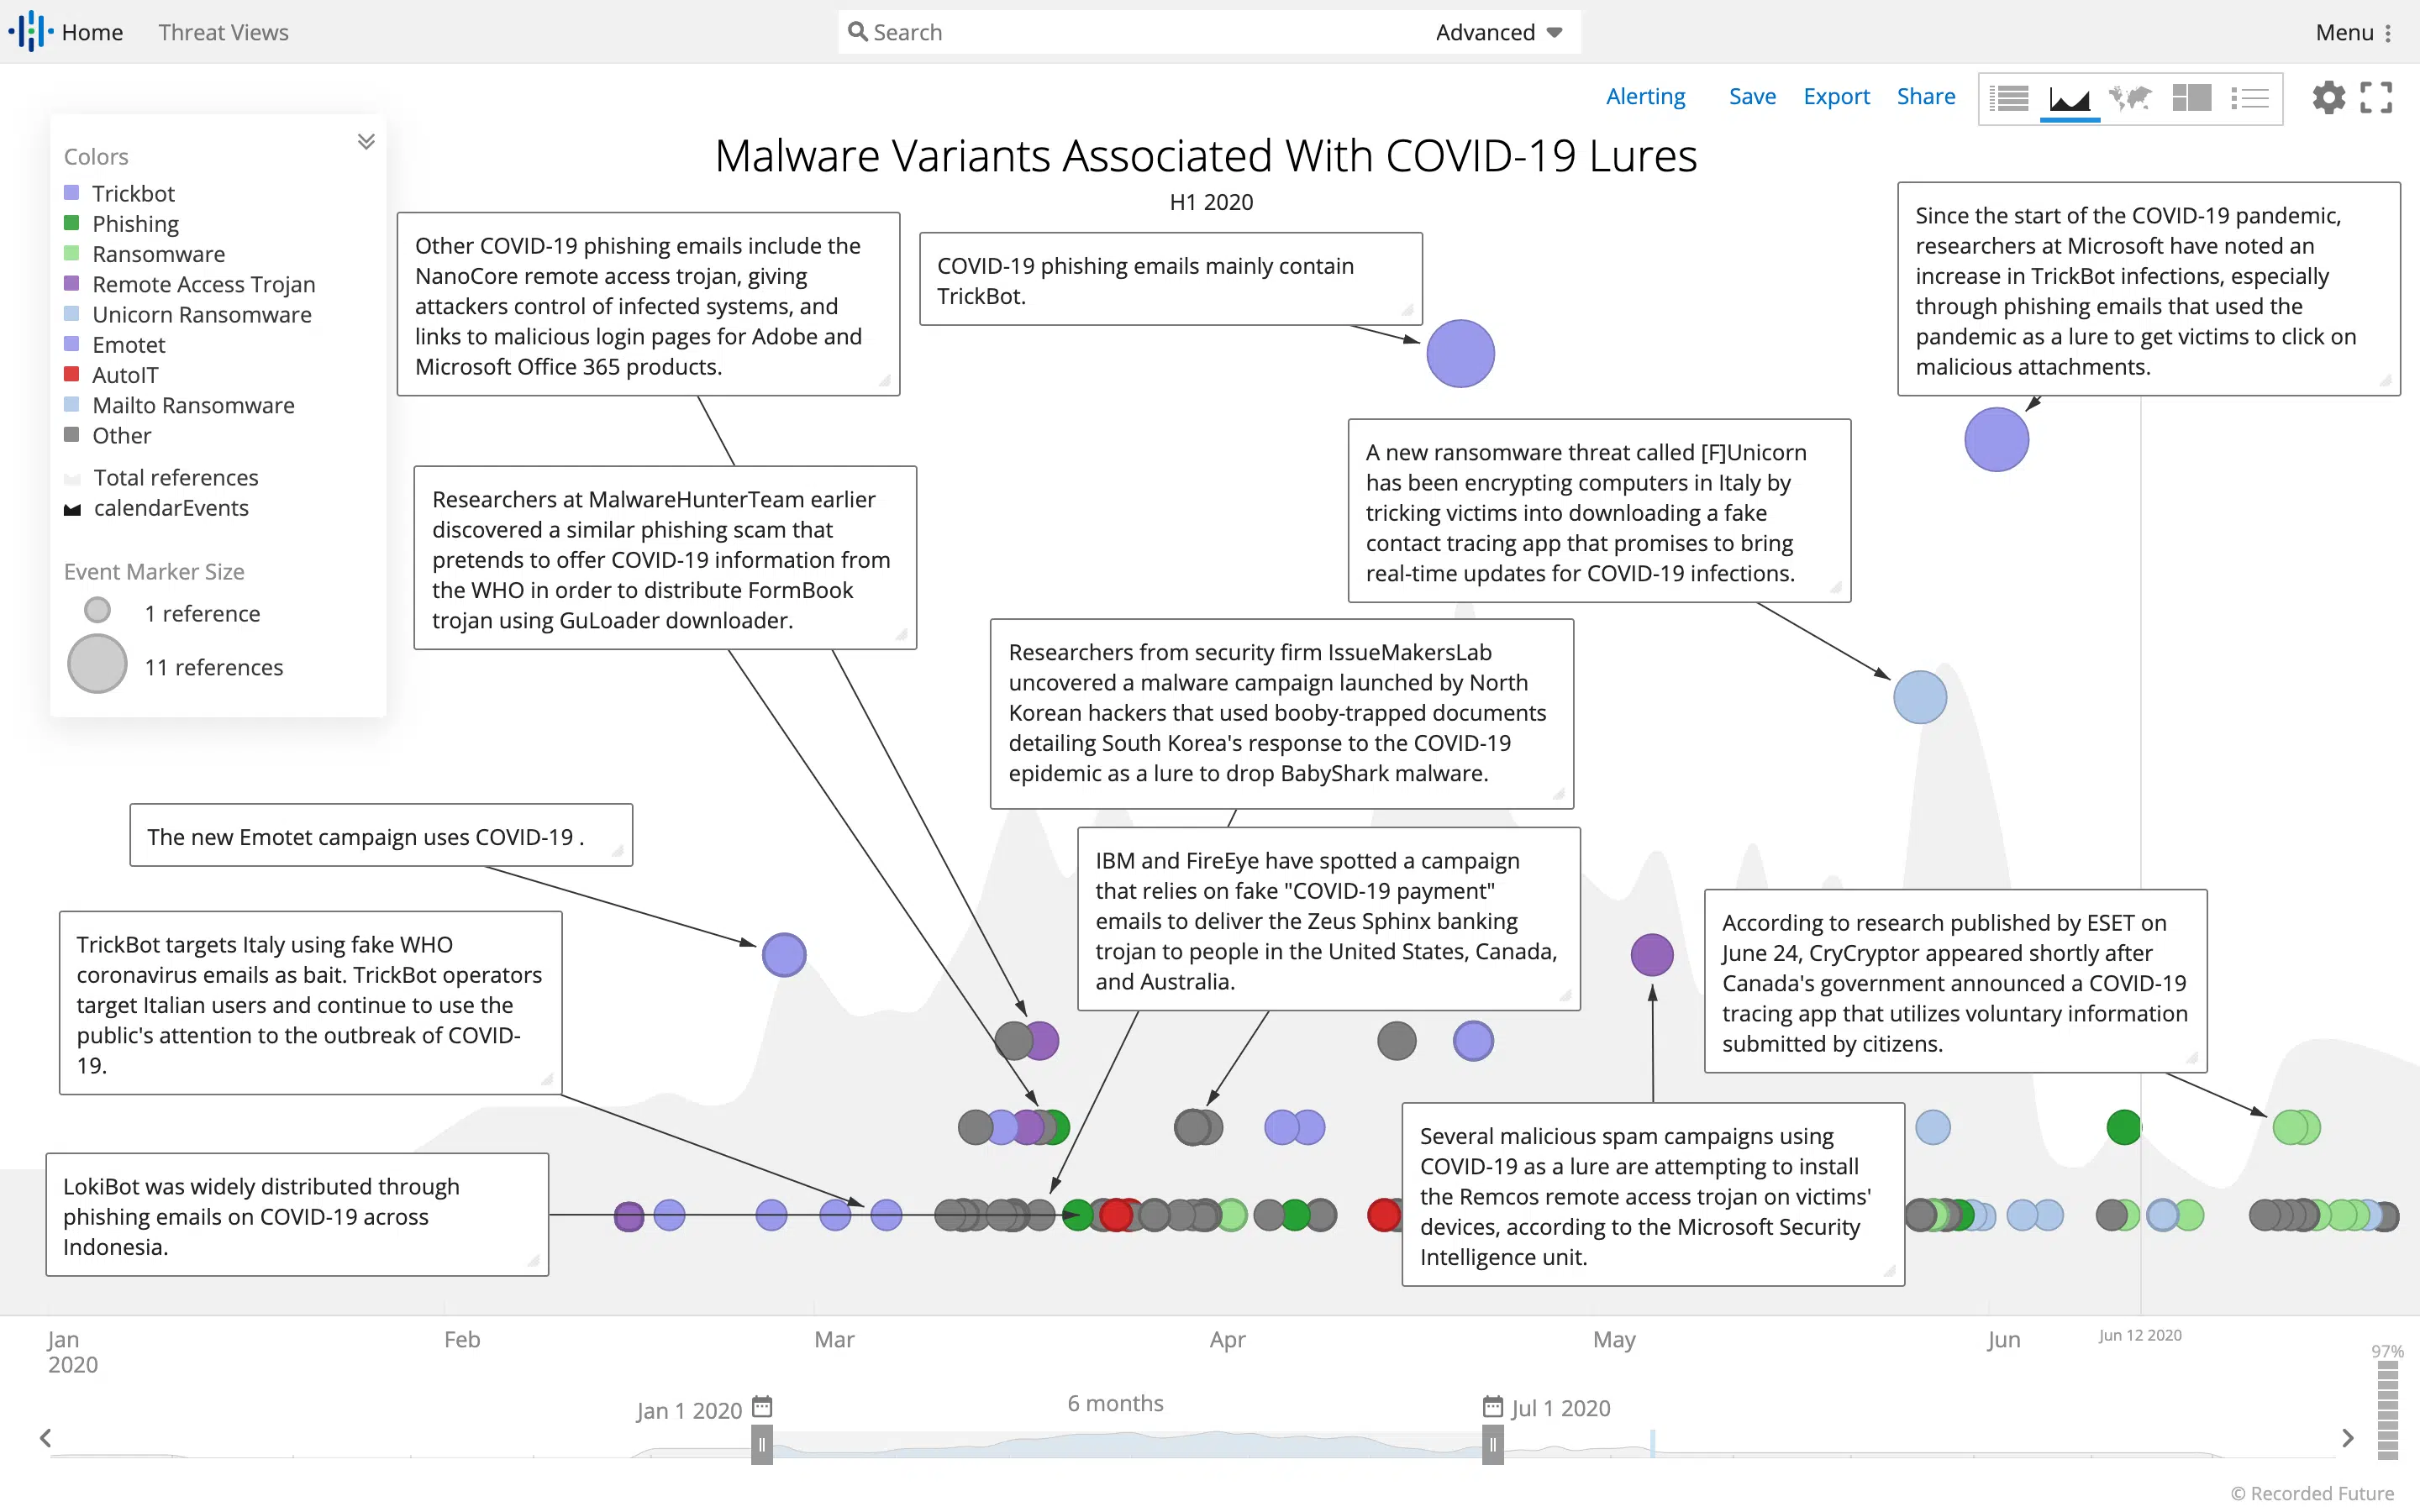 Home
Threat Views
Search
Advanced
Menu
Alerting
Save
Export
Share
Malware Variants Associated With COVID-19 Lures
H1 2020
Colors
Trickbot
Phishing
Ransomware
Remote Access Trojan
Unicorn Ransomware
Emotet
AutoIT
Mailto Ransomware
Other
Total references
calendarEvents
Event Marker Size
1 reference
11 references
Other COVID-19 phishing emails include the
NanoCore remote access trojan, giving
attackers control of infected systems, and
links to malicious login pages for Adobe and
Microsoft Office 365 products.
COVID-19 phishing emails mainly contain
TrickBot.
Since the start of the COVID-19 pandemic,
researchers at Microsoft have noted an
increase in TrickBot infections, especially
through phishing emails that used the
pandemic as a lure to get victims to click on
malicious attachments.
Researchers at MalwareHunterTeam earlier
discovered a similar phishing scam that
pretends to offer COVID-19 information from
the WHO in order to distribute FormBook
trojan using GuLoader downloader.
A new ransomware threat called [F]Unicorn
has been encrypting computers in Italy by
tricking victims into downloading a fake
contact tracing app that promises to bring
real-time updates for COVID-19 infections.
Researchers from security firm IssueMakersLab
uncovered a malware campaign launched by North
Korean hackers that used booby-trapped documents
detailing South Korea's response to the COVID-19
epidemic as a lure to drop BabyShark malware.
The new Emotet campaign uses COVID-19 .
IBM and FireEye have spotted a campaign
that relies on fake "COVID-19 payment"
emails to deliver the Zeus Sphinx banking
trojan to people in the United States, Canada,
and Australia.
TrickBot targets Italy using fake WHO
coronavirus emails as bait. TrickBot operators
target Italian users and continue to use the
public's attention to the outbreak of COVID-
19.
According to research published by ESET on
June 24, CryCryptor appeared shortly after
Canada's government announced a COVID-19
tracing app that utilizes voluntary information
submitted by citizens.
LokiBot was widely distributed through
phishing emails on COVID-19 across
Indonesia.
Several malicious spam campaigns using
COVID-19 as a lure are attempting to install
the Remcos remote access trojan on victims'
devices, according to the Microsoft Security
Intelligence unit.
Jan
2020
Feb
Mar
Apr
May
Jun
Jun 12 2020
97%
Jan 1 2020
6 months
Jul 1 2020
© Recorded Future